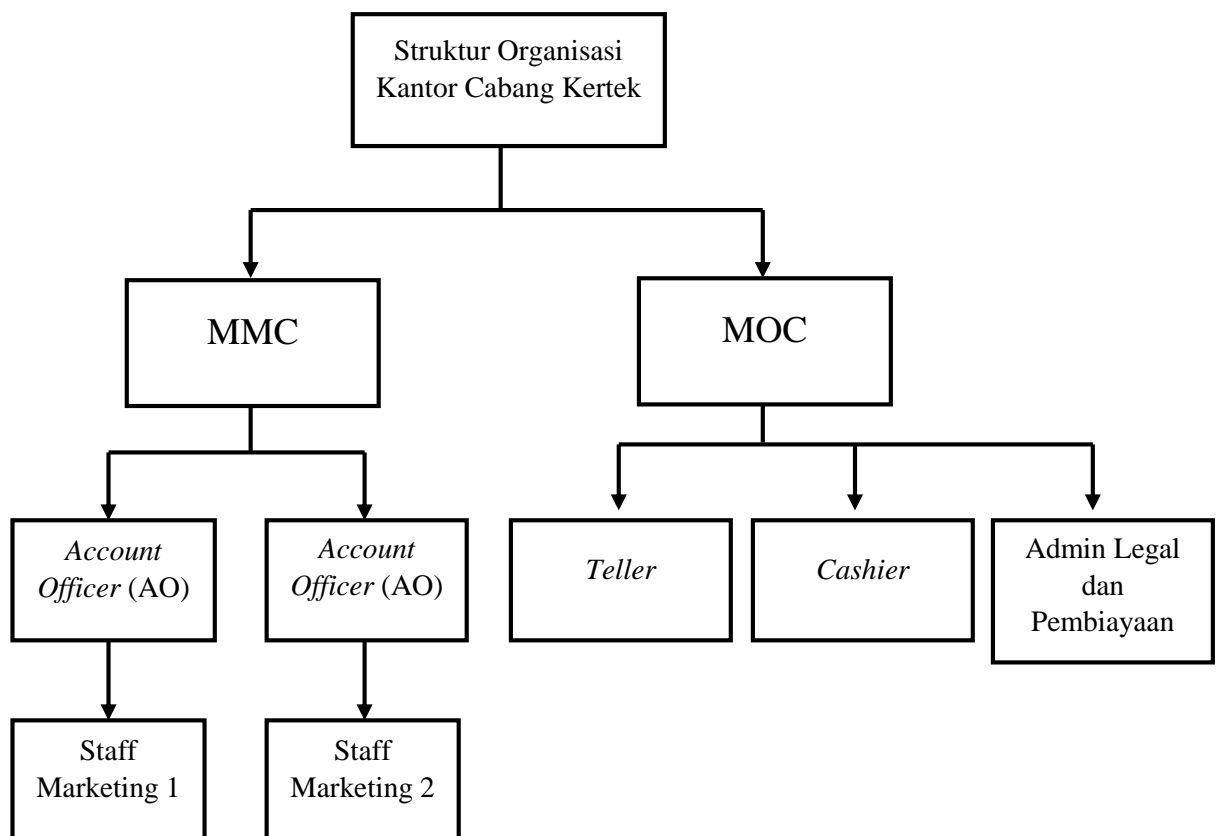 Struktur Organisasi
Kantor Cabang Kertek
MMC
MOC
Account
Officer (AO)
Account
Officer (AO)
Teller
Cashier
Admin Legal
dan
Pembiayaan
Staff
Marketing 1
Staff
Marketing 2